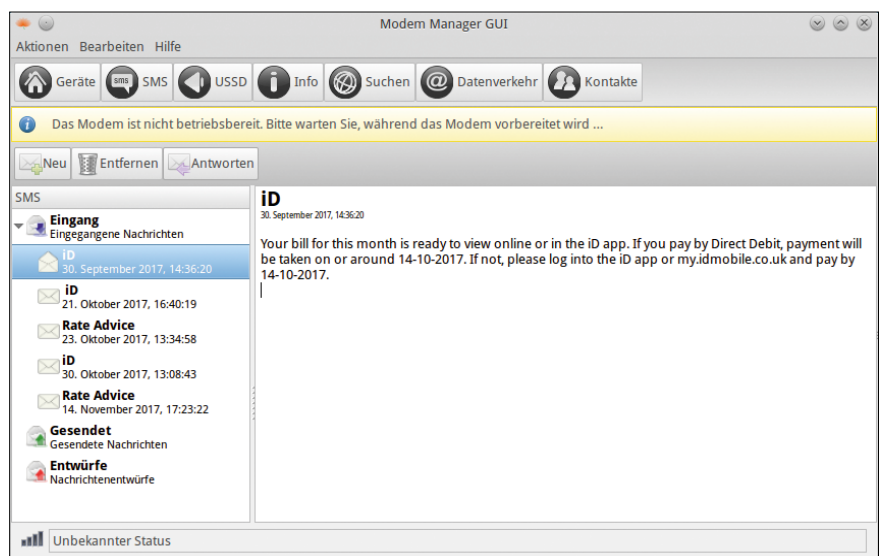 Modem Manager GUI
Aktionen Bearbeiten Hilfe
Geräte sms SMS USSD Info Suchen Datenverkehr Kontakte
Das Modem ist nicht betriebsbereit. Bitte warten Sie, während das Modem vorbereitet wird ...
Neu Entfernen Antworten
SMS
Eingang
Eingegangene Nachrichten
iD
30. September 2017, 14:36:20
iD
21. Oktober 2017, 16:40:19
Rate Advice
23. Oktober 2017, 13:34:58
iD
30. Oktober 2017, 13:08:43
Rate Advice
14. November 2017, 17:23:22
Gesendet
Gesendete Nachrichten
Entwürfe
Nachrichtenentwürfe
iD
30. September 2017, 14:36:20
Your bill for this month is ready to view online or in the iD app. If you pay by Direct Debit, payment will
be taken on or around 14-10-2017. If not, please log into the iD app or my.idmobile.co.uk and pay by
14-10-2017.
Unbekannter Status